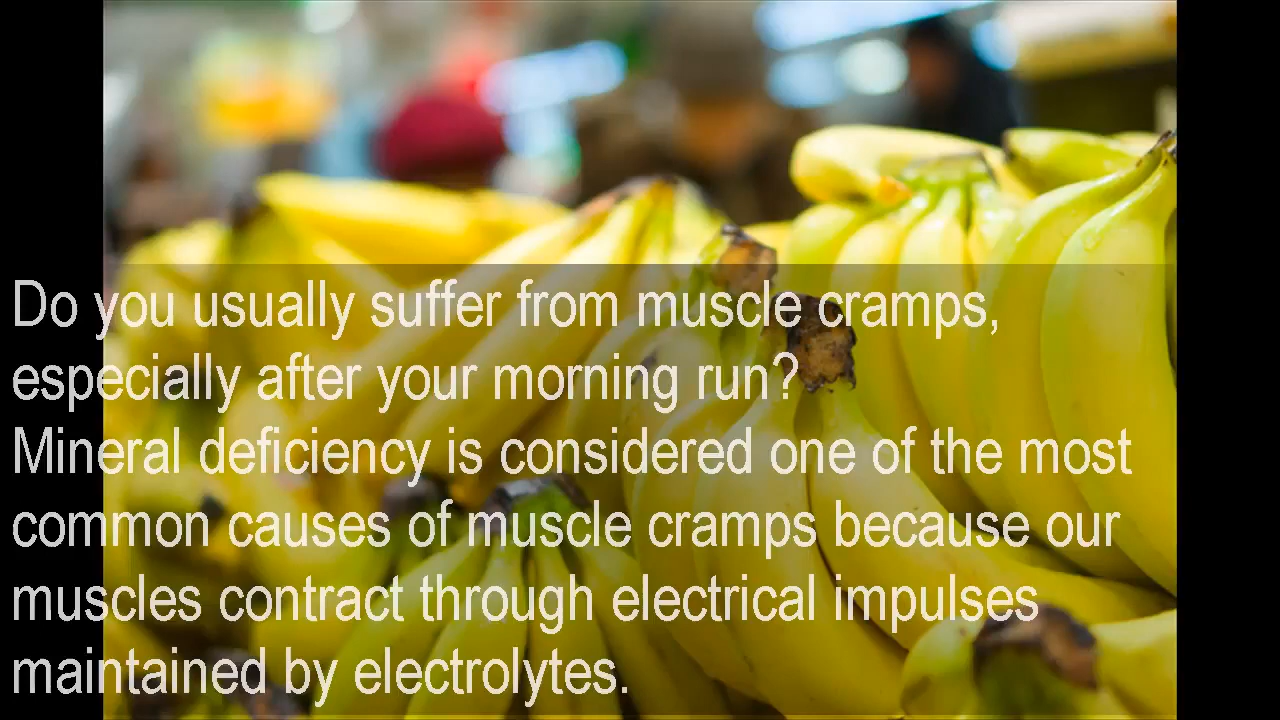 Do you usually suffer from muscle cramps,
especially after your morning run?
Mineral deficiency is considered one of the most
common causes of muscle cramps because our
muscles contract through electrical impulses
maintained by electrolytes.